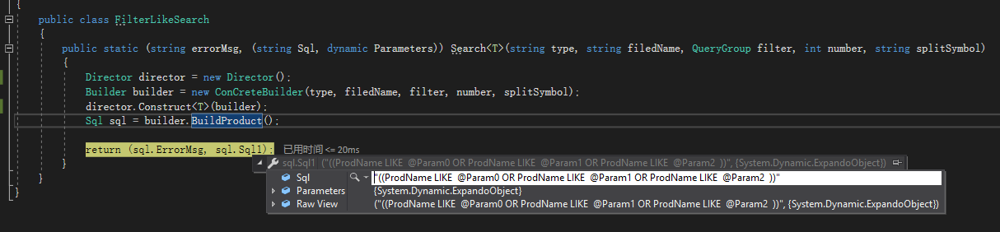 {
public class FilterLikeSearch
{
public static (string errorMsg, (string Sql, dynamic Parameters)) Search<T>(string type, string filedName, QueryGroup filter, int number, string splitSymbol)
{
Director director = new Director();
Builder builder = new ConCreteBuilder(type, filedName, filter, number, splitSymbol);
director.Construct<T>(builder);
Sql sql = builder.BuildProduct();
return (sql.ErrorMsg, sql.Sql1); 已用时间 <= 20ms
sql.Sql1 ("((ProdName LIKE @Param0 OR ProdName LIKE @Param1 OR ProdName LIKE @Param2 ))", {System.Dynamic.ExpandoObject})
}
Sql "((ProdName LIKE @Param0 OR ProdName LIKE @Param1 OR ProdName LIKE @Param2 ))"
}
Parameters {System.Dynamic.ExpandoObject}
}
Raw View ("((ProdName LIKE @Param0 OR ProdName LIKE @Param1 OR ProdName LIKE @Param2 ))", {System.Dynamic.ExpandoObject})